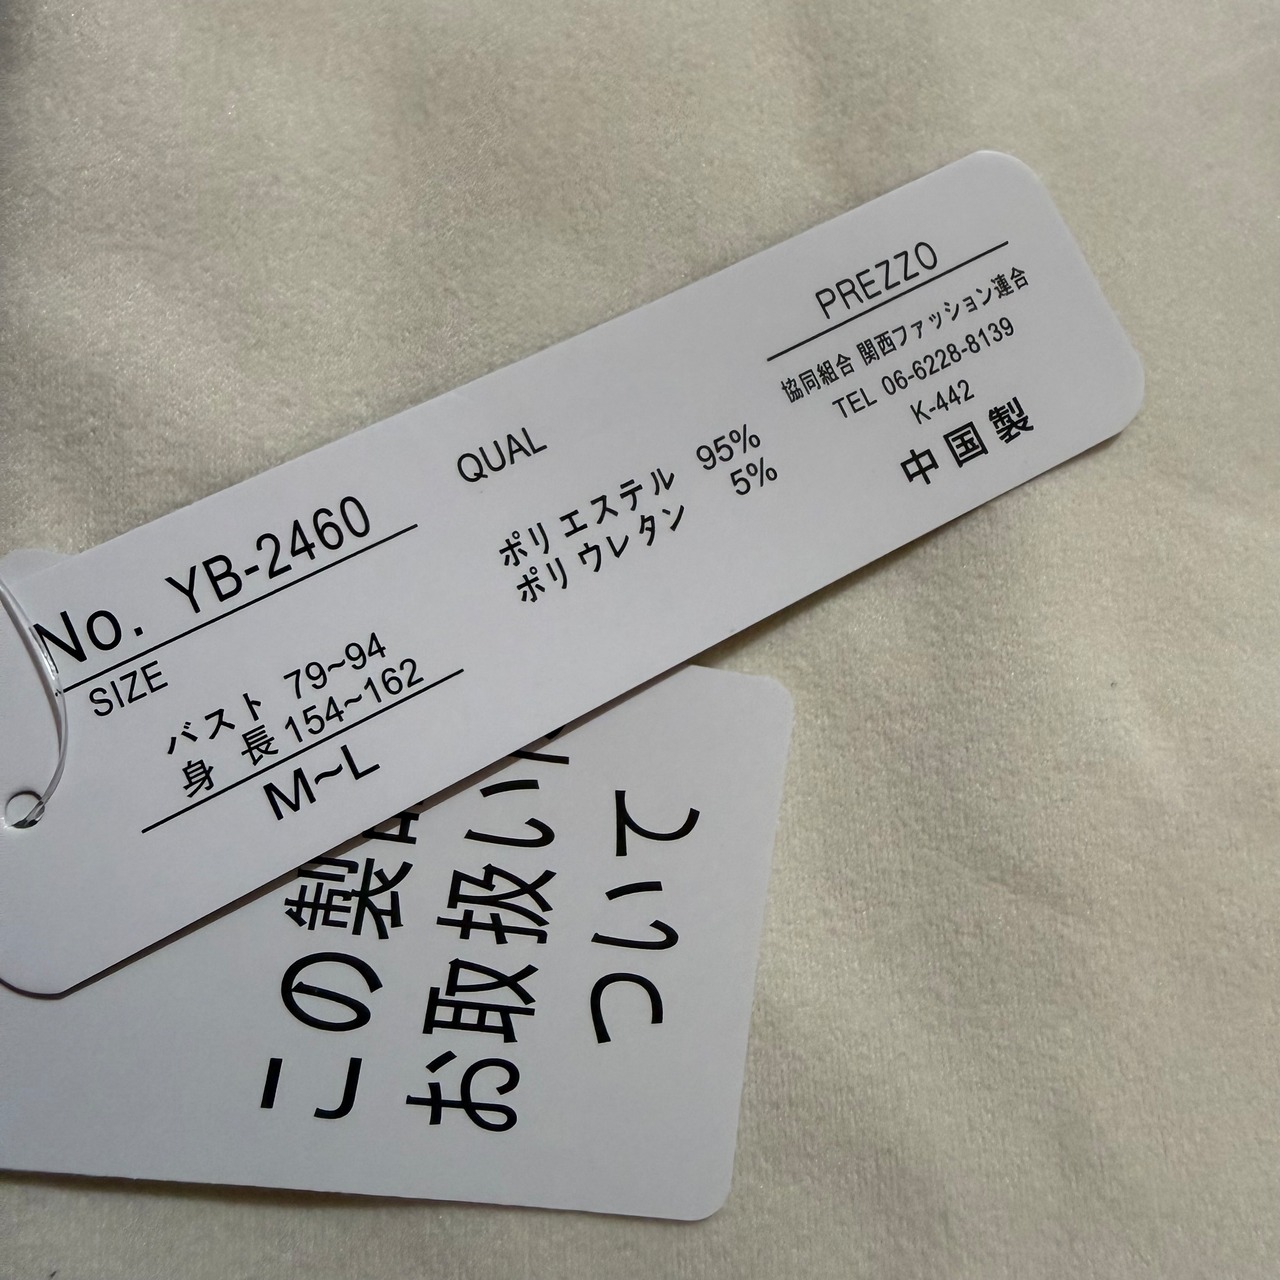 No. YB-2460
SIZE
バスト 79~94
身 長 154~162
M~L
QUAL
ポリエステル 95%
ポリウレタン 5%
PREZZO
協同組合 関西ファッション連合
TEL 06-6228-8139
K-442
中国製
この製
お取扱い
ついて